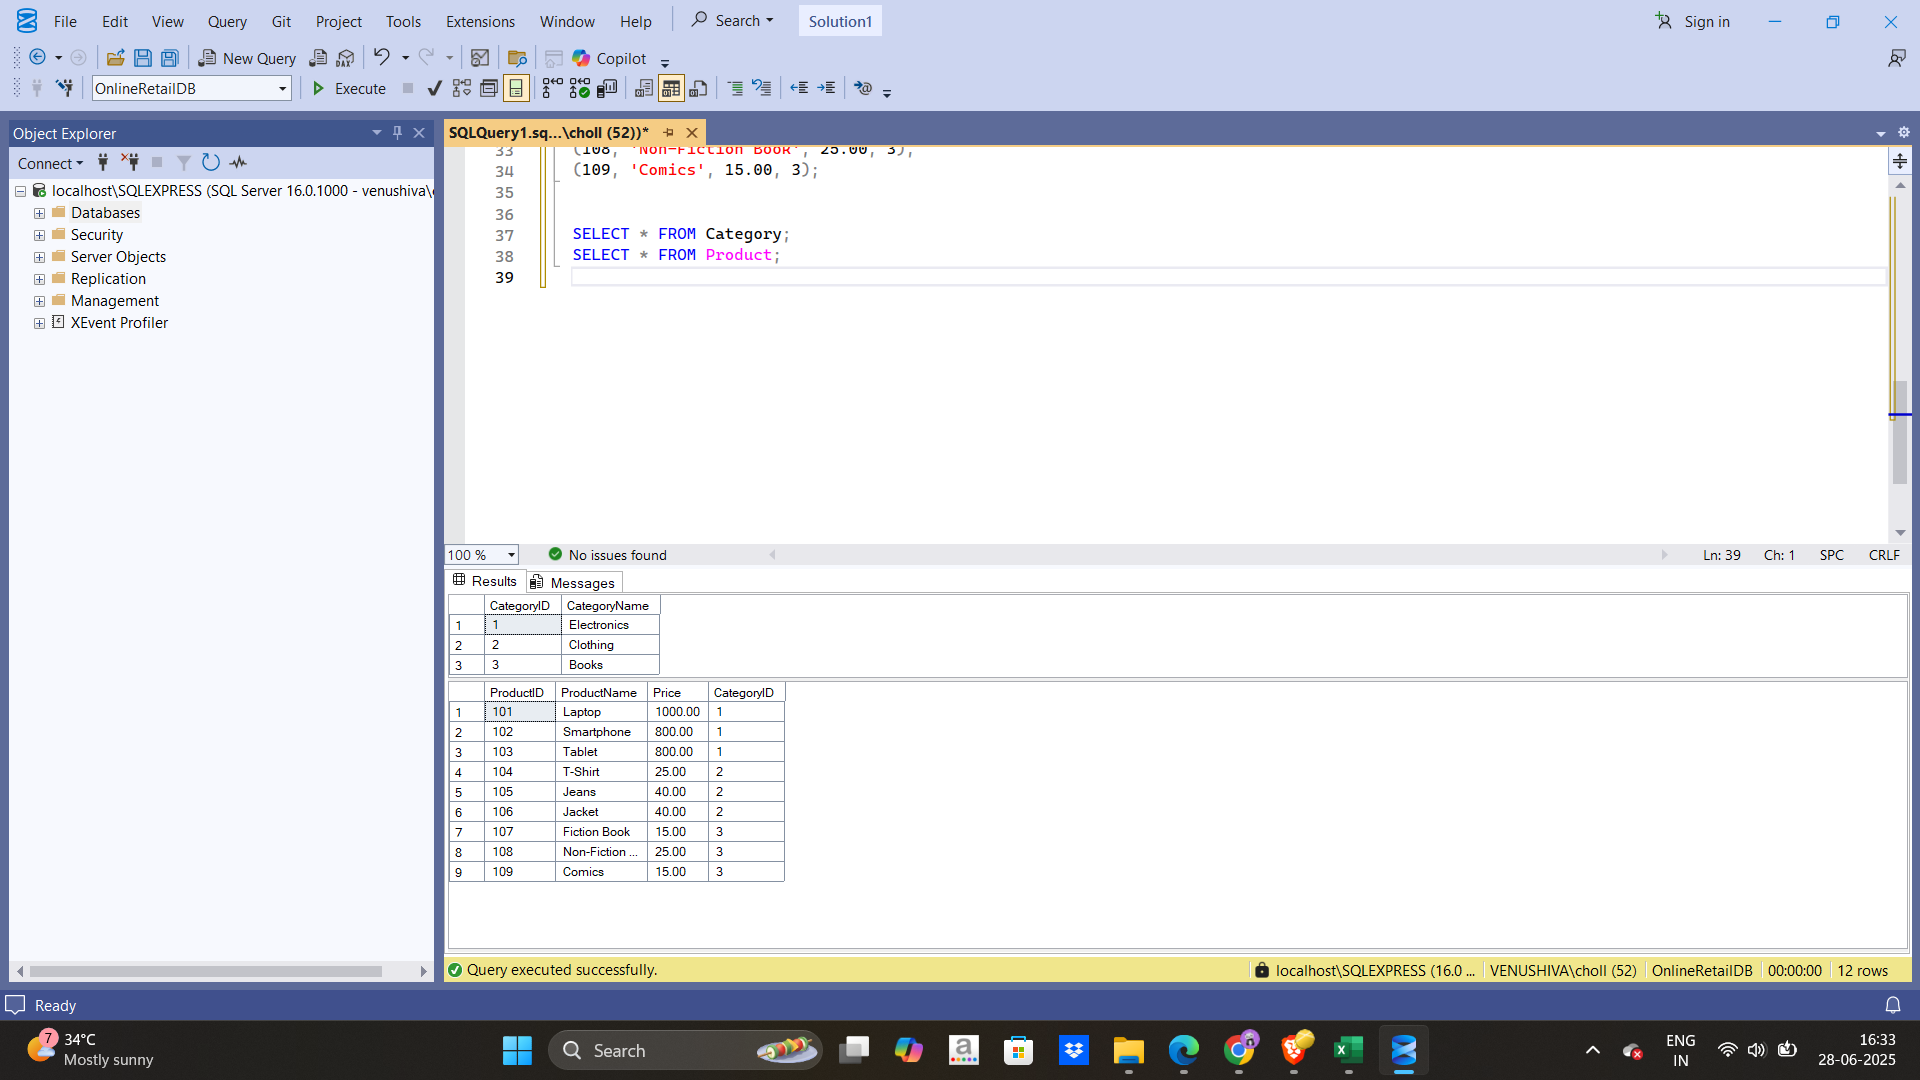 File Edit View Query Git Project Tools Extensions Window Help Search Solution1 Sign in
New Query DAX Copilot
OnlineRetailDB Execute
Object Explorer
Connect
localhost\SQLEXPRESS (SQL Server 16.0.1000 - venushiva\
Databases
Security
Server Objects
Replication
Management
XEvent Profiler
SQLQuery1.sq...\choll (52))*
33 (108, 'Non-Fiction Book', 25.00, 3),
34 (109, 'Comics', 15.00, 3);
35
36
37 SELECT * FROM Category;
38 SELECT * FROM Product;
39
100 % No issues found Ln: 39 Ch: 1 SPC CRLF
Results Messages
CategoryID CategoryName
1 1 Electronics
2 2 Clothing
3 3 Books
ProductID ProductName Price CategoryID
1 101 Laptop 1000.00 1
2 102 Smartphone 800.00 1
3 103 Tablet 800.00 1
4 104 T-Shirt 25.00 2
5 105 Jeans 40.00 2
6 106 Jacket 40.00 2
7 107 Fiction Book 15.00 3
8 108 Non-Fiction ... 25.00 3
9 109 Comics 15.00 3
Query executed successfully. localhost\SQLEXPRESS (16.0 ... VENUSHIVA\choll (52) OnlineRetailDB 00:00:00 12 rows
Ready
7 34°C
Mostly sunny
Search
a
n
ENG
IN
16:33
28-06-2025